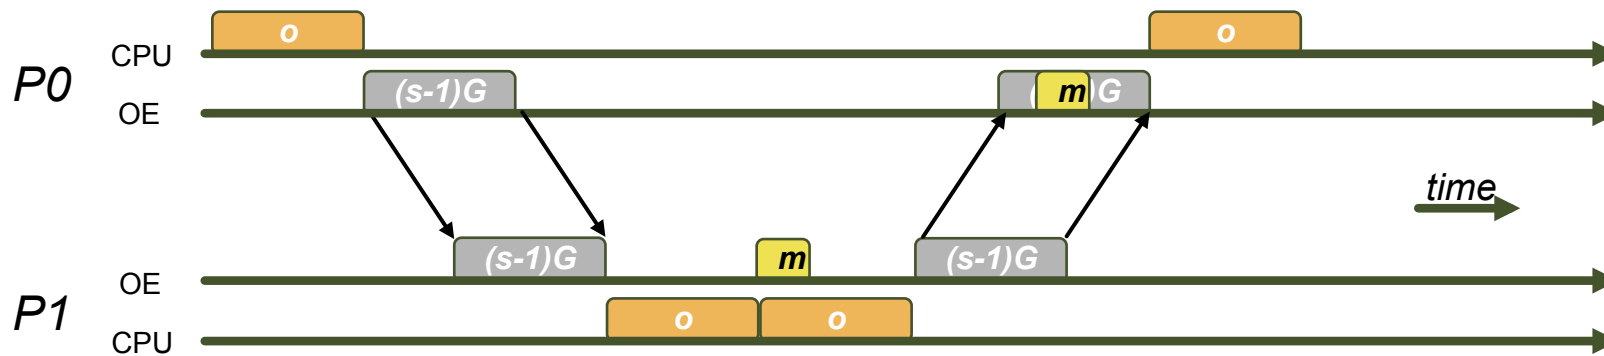 o o
CPU
P0
(s-1)G m )G
OE
time
(s-1)G m (s-1)G
OE
P1
o o
CPU